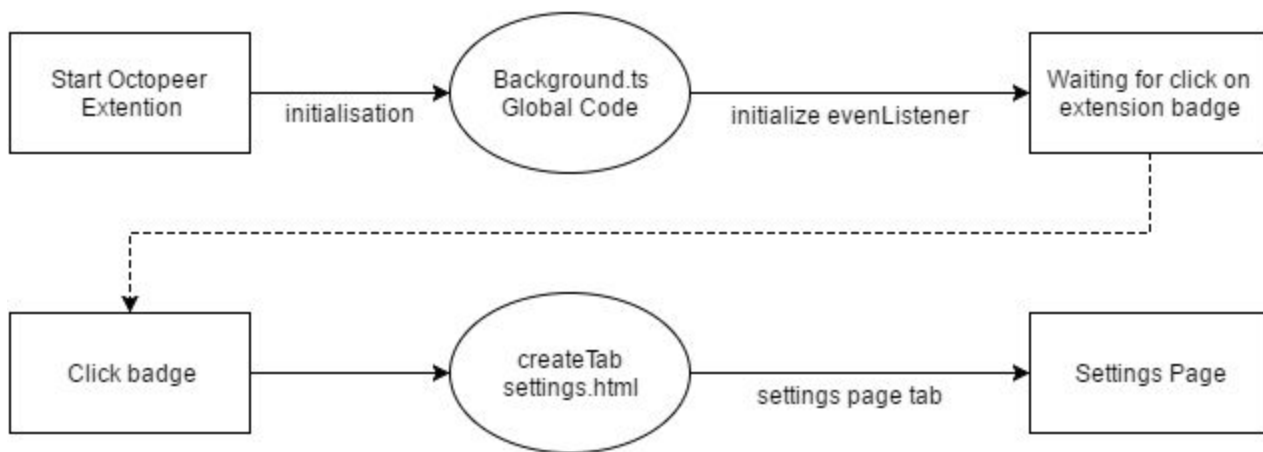 Start Octopeer
Extention
initialisation
Background.ts
Global Code
initialize evenListener
Waiting for click on
extension badge
Click badge
createTab
settings.html
settings page tab
Settings Page